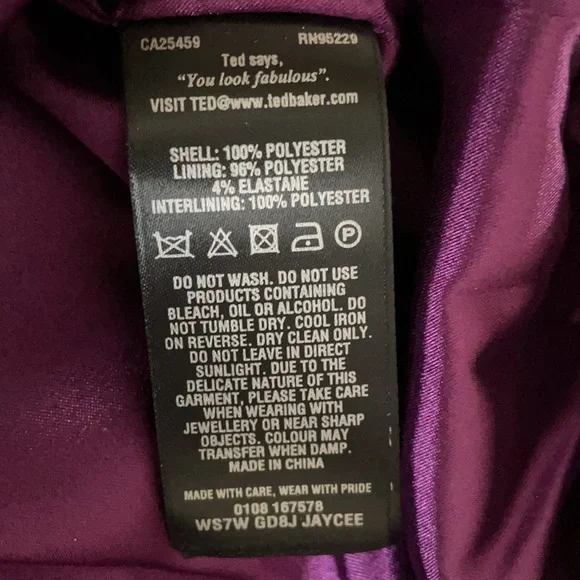 CA25459 RN95229
Ted says,
"You look fabulous".
VISIT TED@www.tedbaker.com
SHELL: 100% POLYESTER
LINING: 96% POLYESTER
4% ELASTANE
INTERLINING: 100% POLYESTER
P
DO NOT WASH. DO NOT USE
PRODUCTS CONTAINING
BLEACH, OIL OR ALCOHOL. DO
NOT TUMBLE DRY. COOL IRON
ON REVERSE. DRY CLEAN ONLY.
DO NOT LEAVE IN DIRECT
SUNLIGHT. DUE TO THE
DELICATE NATURE OF THIS
GARMENT, PLEASE TAKE CARE
WHEN WEARING WITH
JEWELLERY OR NEAR SHARP
OBJECTS. COLOUR MAY
TRANSFER WHEN DAMP.
MADE IN CHINA
MADE WITH CARE, WEAR WITH PRIDE
0108 167578
WS7W GD8J JAYCEE